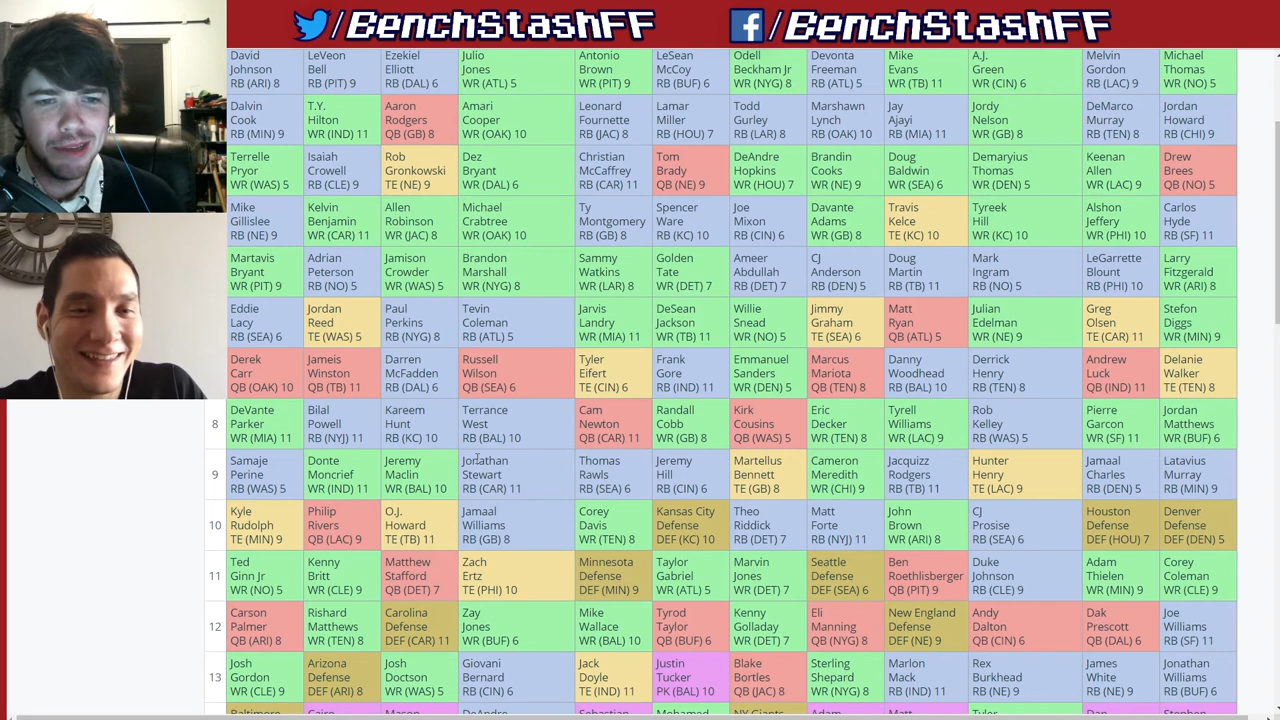 /BenchStashFF /BenchStashFF
David LeVeon Ezekiel Julio Antonio LeSean Odell Devonta Mike A.J. Melvin Michael
Johnson Bell Elliott Jones Brown McCoy Beckham Jr Freeman Evans Green Gordon Thomas
RB (ARI) 8 RB (PIT) 9 RB (DAL) 6 WR (ATL) 5 WR (PIT) 9 RB (BUF) 6 WR (NYG) 8 RB (ATL) 5 WR (TB) 11 WR (CIN) 6 RB (LAC) 9 WR (NO) 5
Dalvin T.Y. Aaron Amari Leonard Lamar Todd Marshawn Jay Jordy DeMarco Jordan
Cook Hilton Rodgers Cooper Fournette Miller Gurley Lynch Ajayi Nelson Murray Howard
RB (MIN) 9 WR (IND) 11 QB (GB) 8 WR (OAK) 10 RB (JAC) 8 RB (HOU) 7 RB (LAR) 8 RB (OAK) 10 RB (MIA) 11 WR (GB) 8 RB (TEN) 8 RB (CHI) 9
Terrelle Isaiah Rob Dez Christian Tom DeAndre Brandin Doug Demaryius Keenan Drew
Pryor Crowell Gronkowski Bryant McCaffrey Brady Hopkins Cooks Baldwin Thomas Allen Brees
WR (WAS) 5 RB (CLE) 9 TE (NE) 9 WR (DAL) 6 RB (CAR) 11 QB (NE) 9 WR (HOU) 7 WR (NE) 9 WR (SEA) 6 WR (DEN) 5 WR (LAC) 9 QB (NO) 5
Mike Kelvin Allen Michael Ty Spencer Joe Davante Travis Tyreek Alshon Carlos
Gillislee Benjamin Robinson Crabtree Montgomery Ware Mixon Adams Kelce Hill Jeffery Hyde
RB (NE) 9 WR (CAR) 11 WR (JAC) 8 WR (OAK) 10 RB (GB) 8 RB (KC) 10 RB (CIN) 6 WR (GB) 8 TE (KC) 10 WR (KC) 10 WR (PHI) 10 RB (SF) 11
Martavis Adrian Jamison Brandon Sammy Golden Ameer CJ Doug Mark LeGarrette Larry
Bryant Peterson Crowder Marshall Watkins Tate Abdullah Anderson Martin Ingram Blount Fitzgerald
WR (PIT) 9 RB (NO) 5 WR (WAS) 5 WR (NYG) 8 WR (LAR) 8 WR (DET) 7 RB (DET) 7 RB (DEN) 5 RB (TB) 11 RB (NO) 5 RB (PHI) 10 WR (ARI) 8
Eddie Jordan Paul Tevin Jarvis DeSean Willie Jimmy Matt Julian Greg Stefon
Lacy Reed Perkins Coleman Landry Jackson Snead Graham Ryan Edelman Olsen Diggs
RB (SEA) 6 TE (WAS) 5 RB (NYG) 8 RB (ATL) 5 WR (MIA) 11 WR (TB) 11 WR (NO) 5 TE (SEA) 6 QB (ATL) 5 WR (NE) 9 TE (CAR) 11 WR (MIN) 9
Derek Jameis Darren Russell Tyler Frank Emmanuel Marcus Danny Derrick Andrew Delanie
Carr Winston McFadden Wilson Eifert Gore Sanders Mariota Woodhead Henry Luck Walker
QB (OAK) 10 QB (TB) 11 RB (DAL) 6 QB (SEA) 6 TE (CIN) 6 RB (IND) 11 WR (DEN) 5 QB (TEN) 8 RB (BAL) 10 RB (TEN) 8 QB (IND) 11 TE (TEN) 8
DeVante Bilal Kareem Terrance Cam Randall Kirk Eric Tyrell Rob Pierre Jordan
8 Parker Powell Hunt West Newton Cobb Cousins Decker Williams Kelley Garcon Matthews
WR (MIA) 11 RB (NYJ) 11 RB (KC) 10 RB (BAL) 10 QB (CAR) 11 WR (GB) 8 QB (WAS) 5 WR (TEN) 8 WR (LAC) 9 RB (WAS) 5 WR (SF) 11 WR (BUF) 6
Samaje Donte Jeremy Jonathan Thomas Jeremy Martellus Cameron Jacquizz Hunter Jamaal Latavius
9 Perine Moncrief Maclin Stewart Rawls Hill Bennett Meredith Rodgers Henry Charles Murray
RB (WAS) 5 WR (IND) 11 WR (BAL) 10 RB (CAR) 11 RB (SEA) 6 RB (CIN) 6 TE (GB) 8 WR (CHI) 9 RB (TB) 11 TE (LAC) 9 RB (DEN) 5 RB (MIN) 9
Kyle Philip O.J. Jamaal Corey Kansas City Theo Matt John CJ Houston Denver
10 Rudolph Rivers Howard Williams Davis Defense Riddick Forte Brown Prosise Defense Defense
TE (MIN) 9 QB (LAC) 9 TE (TB) 11 RB (GB) 8 WR (TEN) 8 DEF (KC) 10 RB (DET) 7 RB (NYJ) 11 WR (ARI) 8 RB (SEA) 6 DEF (HOU) 7 DEF (DEN) 5
Ted Kenny Matthew Zach Minnesota Taylor Marvin Seattle Ben Duke Adam Corey
11 Ginn Jr Britt Stafford Ertz Defense Gabriel Jones Defense Roethlisberger Johnson Thielen Coleman
WR (NO) 5 WR (CLE) 9 QB (DET) 7 TE (PHI) 10 DEF (MIN) 9 WR (ATL) 5 WR (DET) 7 DEF (SEA) 6 QB (PIT) 9 RB (CLE) 9 WR (MIN) 9 WR (CLE) 9
Carson Richard Carolina Zay Mike Tyrod Kenny Eli New England Andy Dak Joe
12 Palmer Matthews Defense Jones Wallace Taylor Golladay Manning Defense Dalton Prescott Williams
QB (ARI) 8 WR (TEN) 8 DEF (CAR) 11 WR (BUF) 6 WR (BAL) 10 QB (BUF) 6 WR (DET) 7 QB (NYG) 8 DEF (NE) 9 QB (CIN) 6 QB (DAL) 6 RB (SF) 11
Josh Arizona Josh Giovani Jack Justin Blake Sterling Marlon Rex James Jonathan
13 Gordon Defense Doctson Bernard Doyle Tucker Bortles Shepard Mack Burkhead White Williams
WR (CLE) 9 DEF (ARI) 8 WR (WAS) 5 RB (CIN) 6 TE (IND) 11 PK (BAL) 10 QB (JAC) 8 WR (NYG) 8 RB (IND) 11 RB (NE) 9 RB (NE) 9 RB (BUF) 6
Baltimore Cairo Mason DeAndre Sebastian Mohamed NY Giants Adam Matt Tyler Dan Stephen